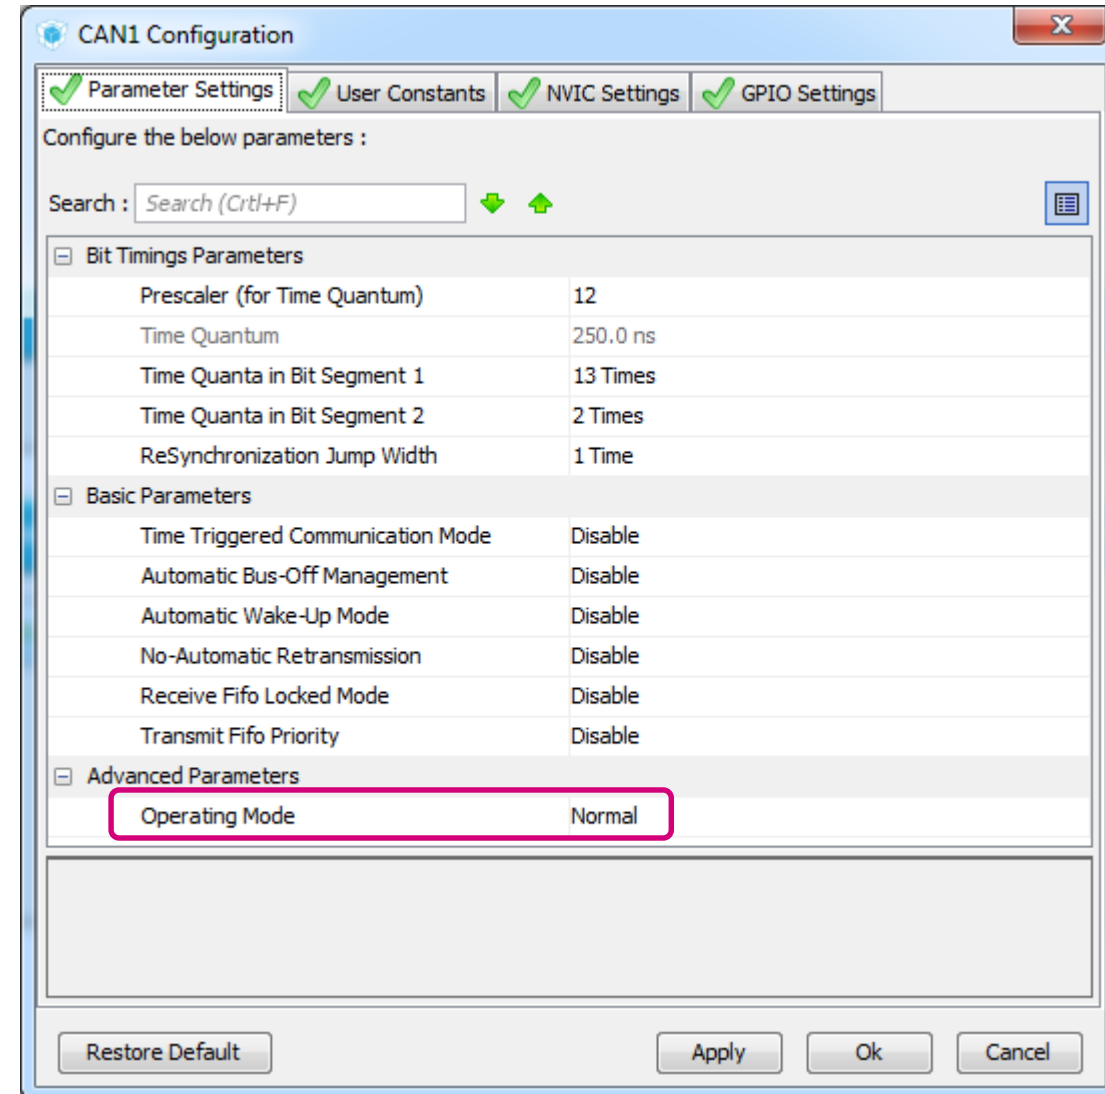 CAN1 Configuration
Parameter Settings User Constants NVIC Settings GPIO Settings
Configure the below parameters :
Search : Search (Crtl+F)
Bit Timings Parameters
Prescaler (for Time Quantum) 12
Time Quantum 250.0 ns
Time Quanta in Bit Segment 1 13 Times
Time Quanta in Bit Segment 2 2 Times
ReSynchronization Jump Width 1 Time
Basic Parameters
Time Triggered Communication Mode Disable
Automatic Bus-Off Management Disable
Automatic Wake-Up Mode Disable
No-Automatic Retransmission Disable
Receive Fifo Locked Mode Disable
Transmit Fifo Priority Disable
Advanced Parameters
Operating Mode Normal
Restore Default Apply Ok Cancel